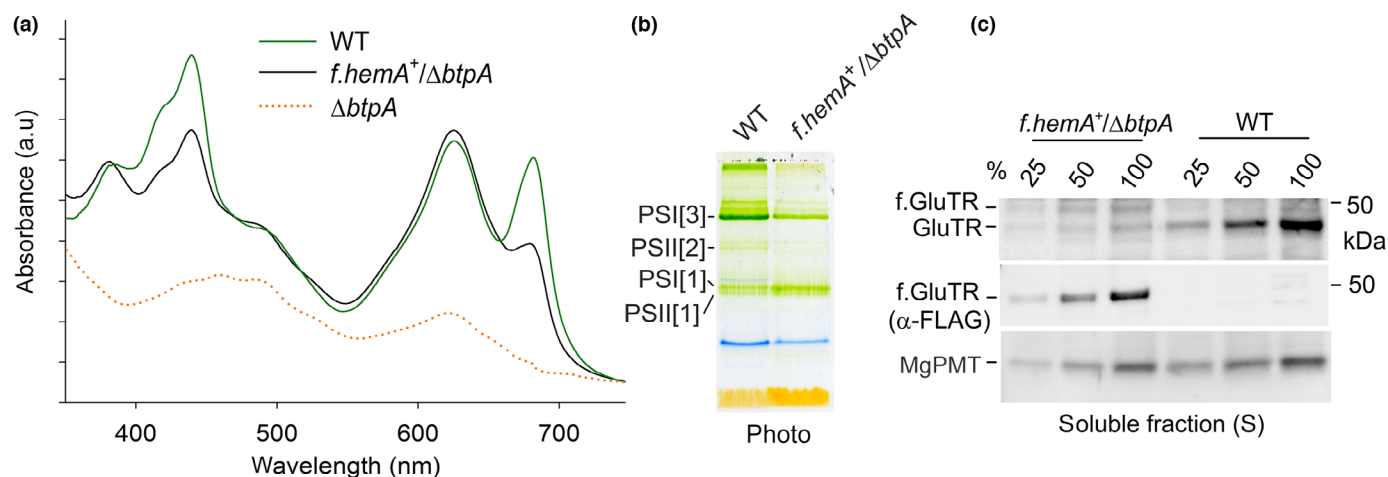 (a)
Absorbance (a.u)
WT
f.hemA⁺/ΔbtpA
ΔbtpA
400
500
600
700
Wavelength (nm)
(b)
WT
f.hemA⁺/ΔbtpA
PSI[3]
PSII[2]
PSI[1]
PSII[1]
Photo
(c)
f.hemA⁺/ΔbtpA
WT
% 25 50 100 25 50 100
f.GluTR
GluTR
50
kDa
f.GluTR
(α-FLAG)
50
MgPMT
Soluble fraction (S)